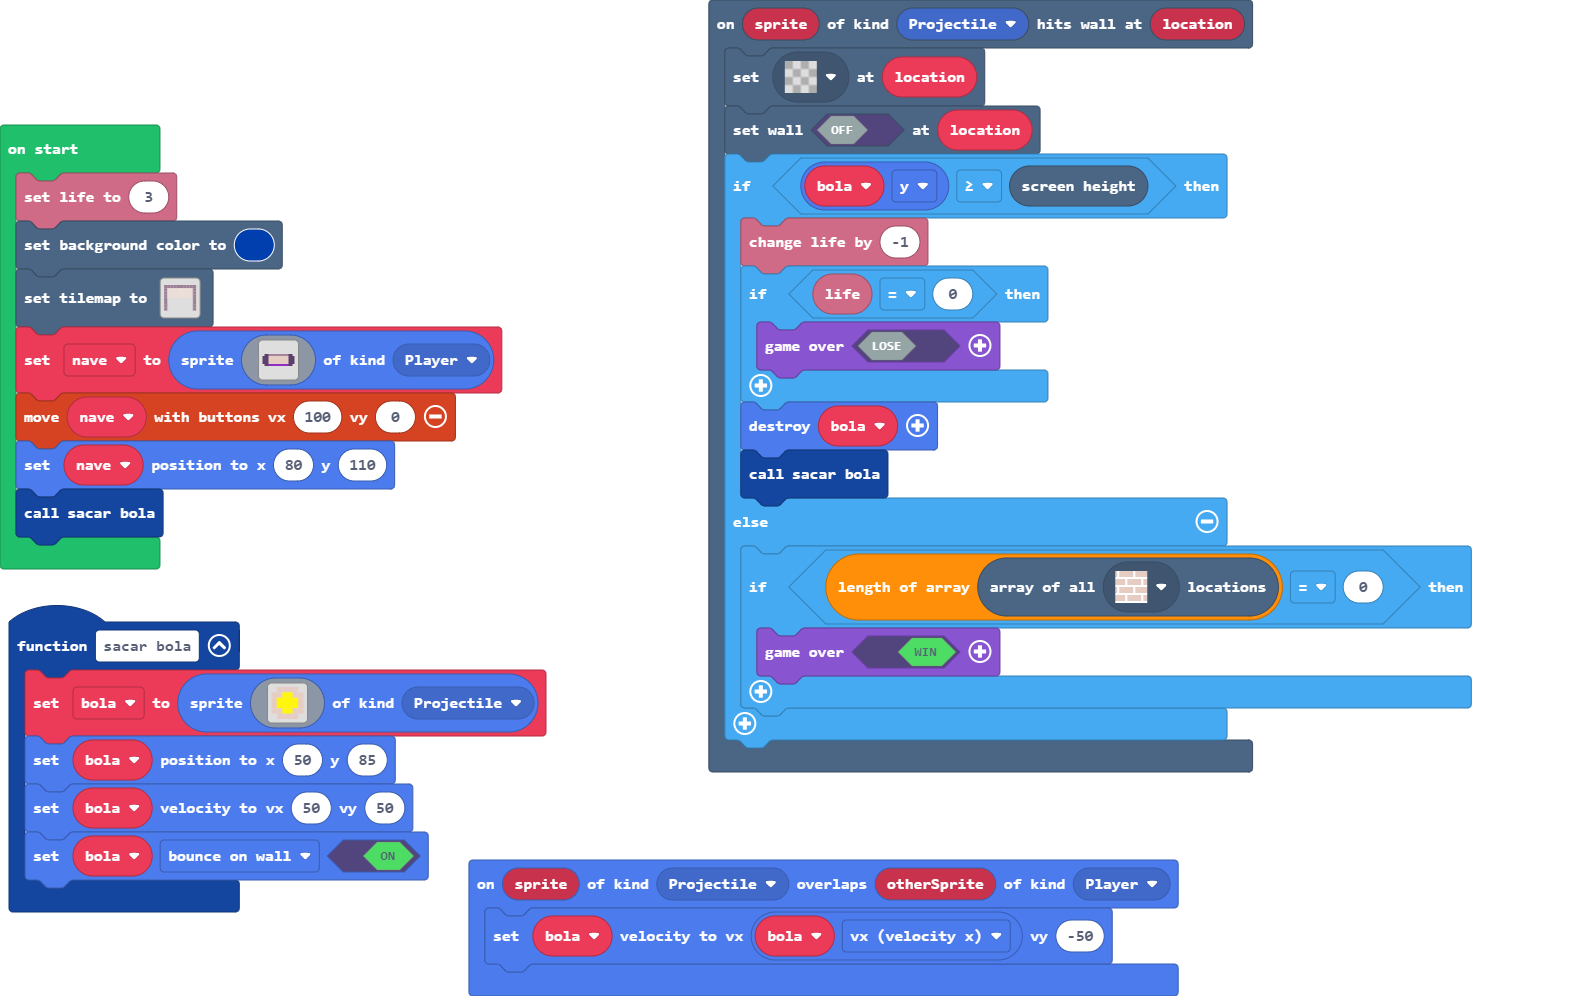 on start
set life to 3
set background color to
set tilemap to
set nave to sprite of kind Player
move nave with buttons vx 100 vy 0
set nave position to x 80 y 110
call sacar bola
function sacar bola
set bola to sprite of kind Projectile
set bola position to x 50 y 85
set bola velocity to vx 50 vy 50
set bola bounce on wall ON
on sprite of kind Projectile hits wall at location
set at location
set wall OFF at location
if bola y ≥ screen height then
change life by -1
if life = 0 then
game over LOSE
destroy bola
call sacar bola
else
if length of array array of all locations = 0 then
game over WIN
on sprite of kind Projectile overlaps otherSprite of kind Player
set bola velocity to vx bola vx (velocity x) vy -50